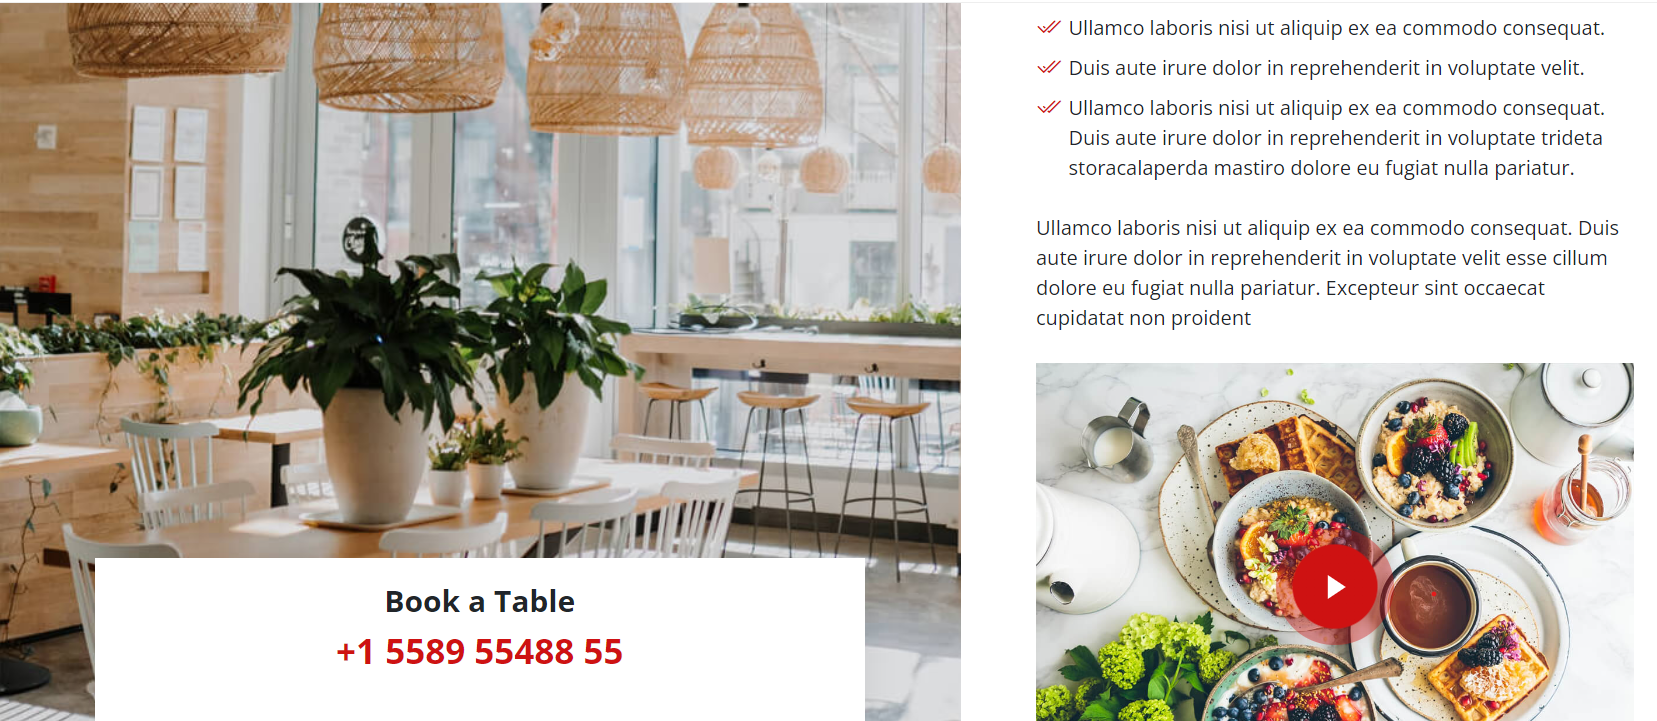 Book a Table
+1 5589 55488 55
Ullamco laboris nisi ut aliquip ex ea commodo consequat.
Duis aute irure dolor in reprehenderit in voluptate velit.
Ullamco laboris nisi ut aliquip ex ea commodo consequat.
Duis aute irure dolor in reprehenderit in voluptate trideta
storacalaperda mastiro dolore eu fugiat nulla pariatur.
Ullamco laboris nisi ut aliquip ex ea commodo consequat. Duis
aute irure dolor in reprehenderit in voluptate velit esse cillum
dolore eu fugiat nulla pariatur. Excepteur sint occaecat
cupidatat non proident